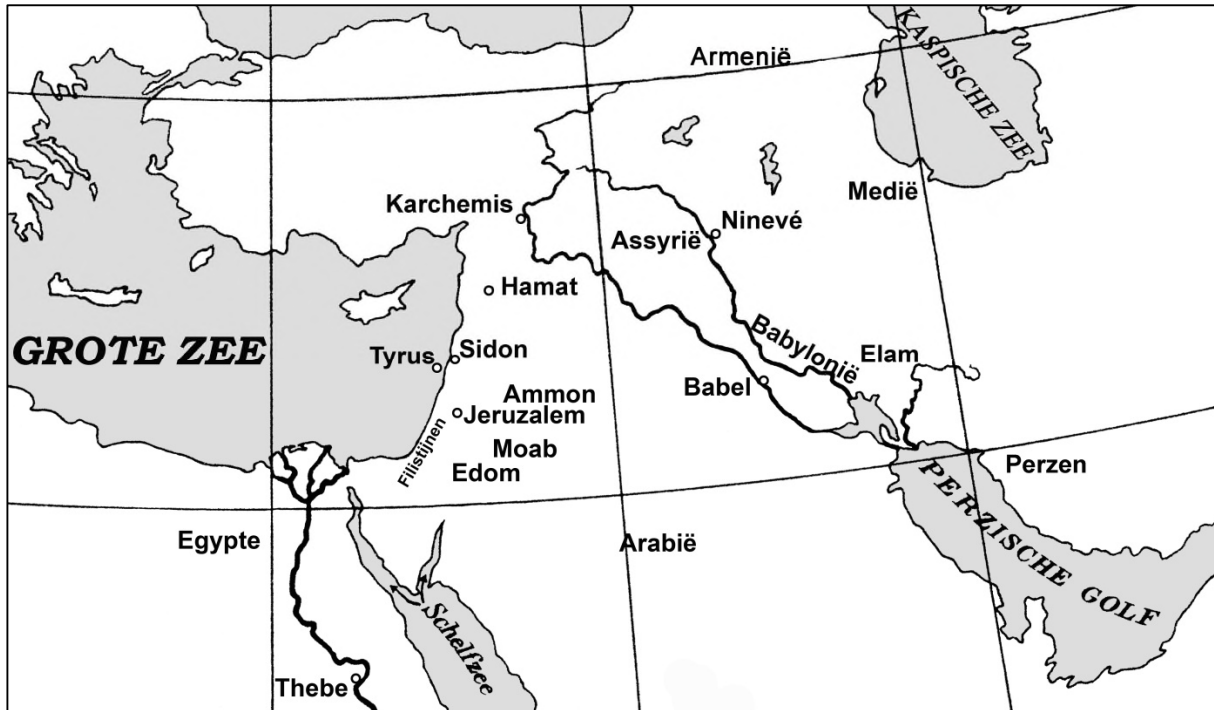 Armenië
KASPISCHE ZEE
Medië
Karchemis
Ninevé
Assyrië
Hamat
GROTE ZEE
Babylonië
Sidon
Tyrus
Elam
Babel
Ammon
Jeruzalem
Filistijnen
Moab
Edom
Perzen
PERZISCHE GOLF
Egypte
Arabië
Schelfzee
Thebe